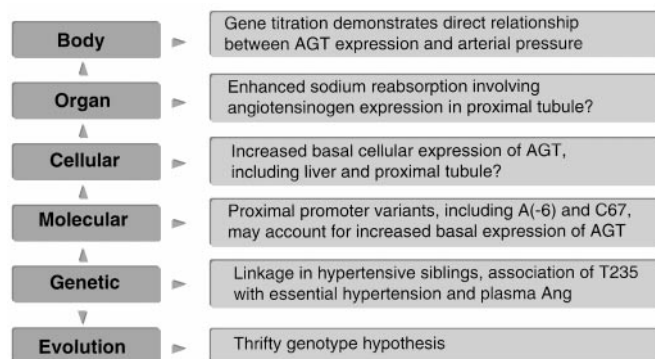 Body
Gene titration demonstrates direct relationship
between AGT expression and arterial pressure
Organ
Enhanced sodium reabsorption involving
angiotensinogen expression in proximal tubule?
Cellular
Increased basal cellular expression of AGT,
including liver and proximal tubule?
Molecular
Proximal promoter variants, including A(-6) and C67,
may account for increased basal expression of AGT
Genetic
Linkage in hypertensive siblings, association of T235
with essential hypertension and plasma Ang
Evolution
Thrifty genotype hypothesis